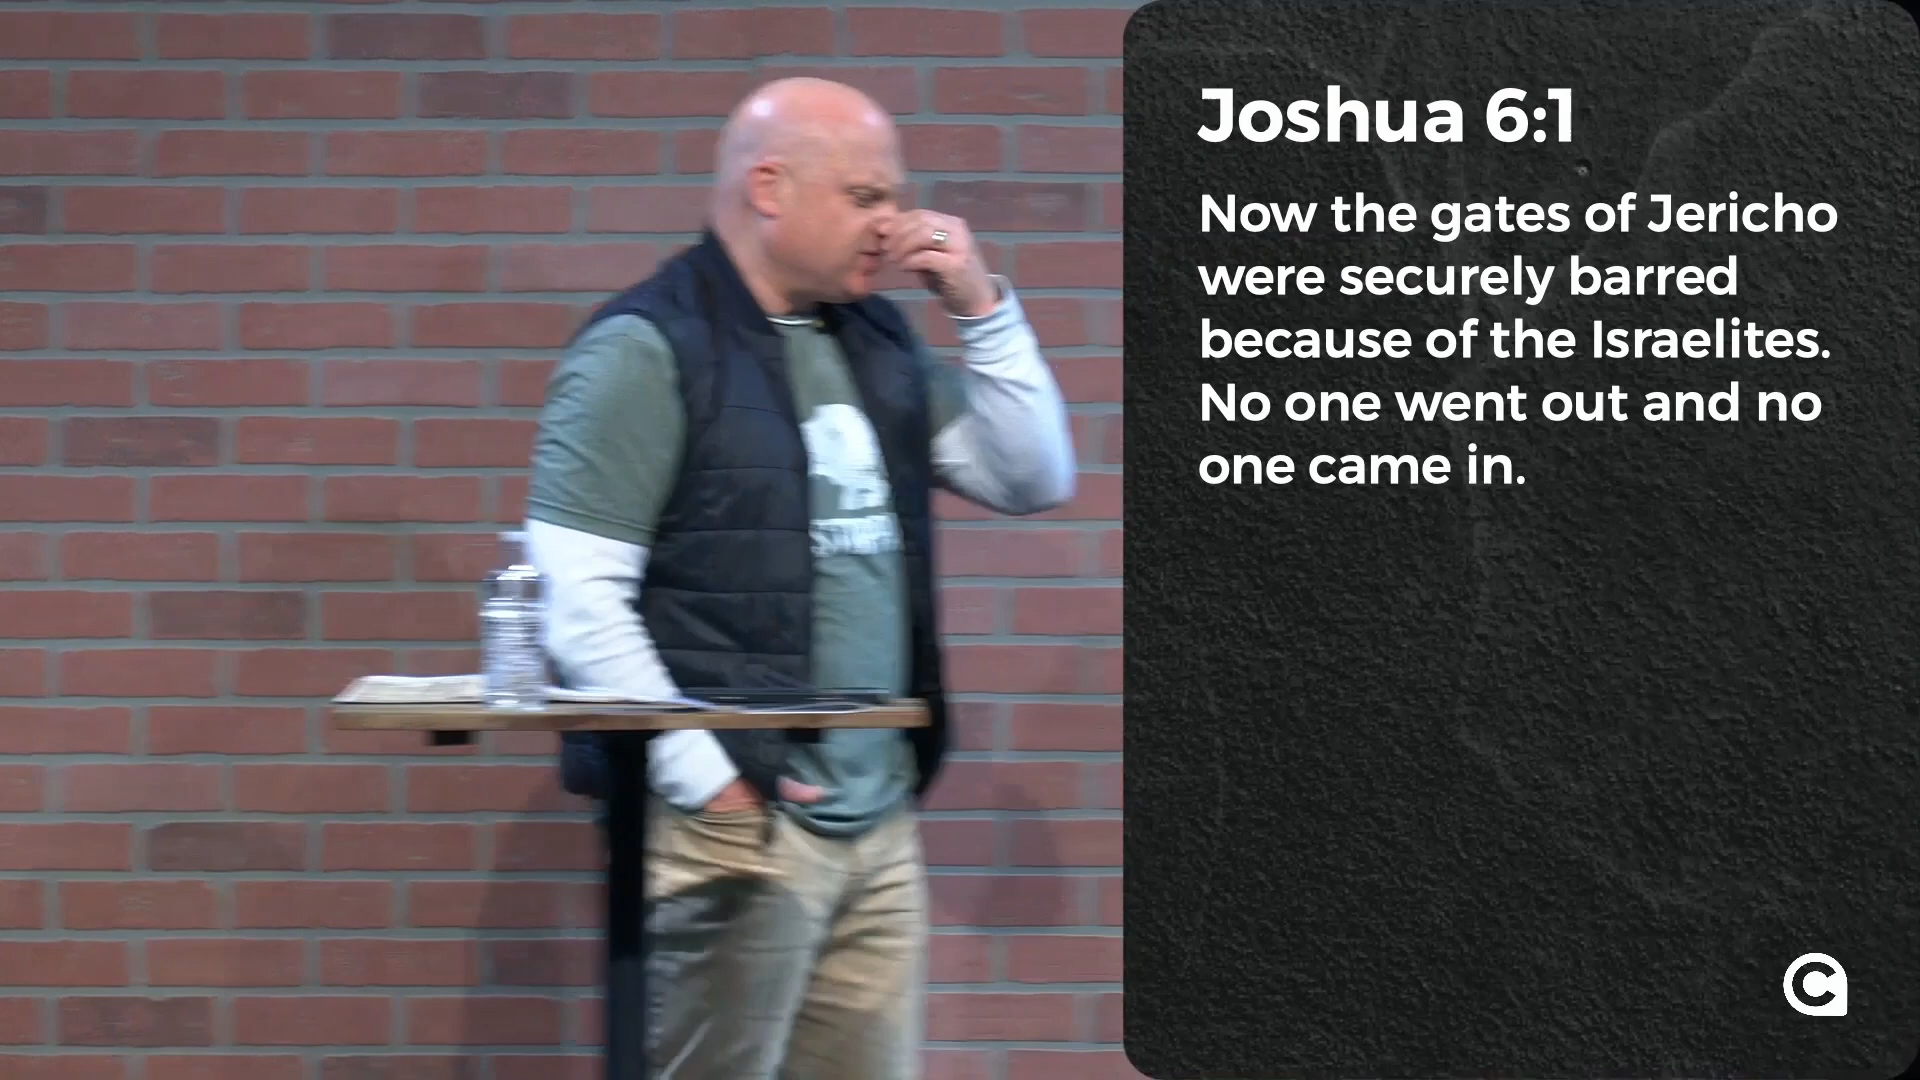 Joshua 6:1
Now the gates of Jericho
were securely barred
because of the Israelites.
No one went out and no
one came in.